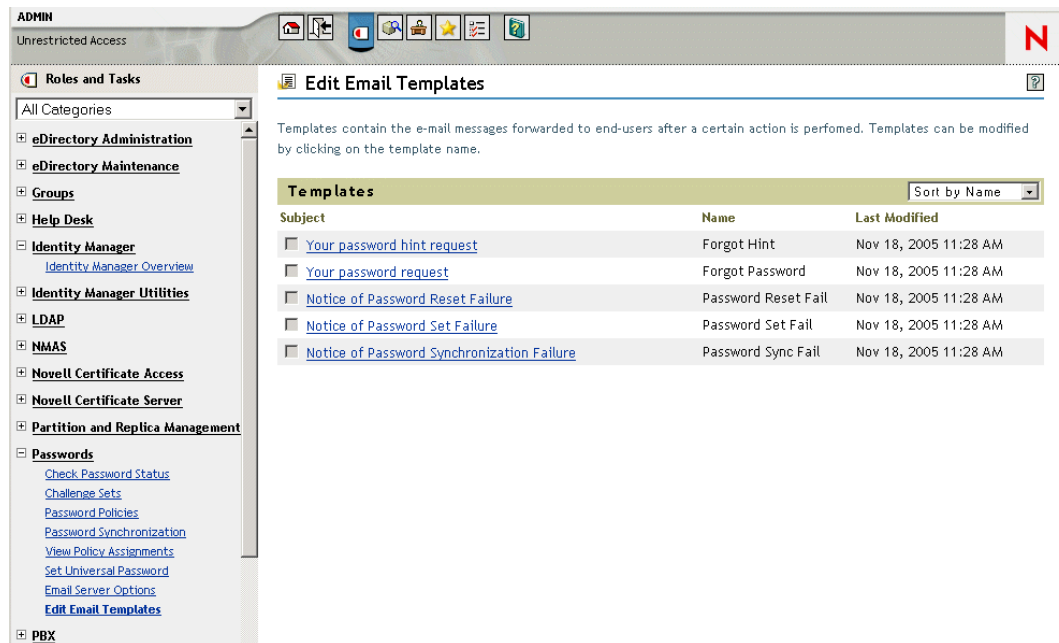 ADMIN
Unrestricted Access
N
Roles and Tasks
All Categories
eDirectory Administration
eDirectory Maintenance
Groups
Help Desk
Identity Manager
Identity Manager Overview
Identity Manager Utilities
LDAP
NMAS
Novell Certificate Access
Novell Certificate Server
Partition and Replica Management
Passwords
Check Password Status
Challenge Sets
Password Policies
Password Synchronization
View Policy Assignments
Set Universal Password
Email Server Options
Edit Email Templates
PBX
Edit Email Templates
?
Templates contain the e-mail messages forwarded to end-users after a certain action is perfomed. Templates can be modified
by clicking on the template name.
Templates Sort by Name
Subject Name Last Modified
Your password hint request Forgot Hint Nov 18, 2005 11:28 AM
Your password request Forgot Password Nov 18, 2005 11:28 AM
Notice of Password Reset Failure Password Reset Fail Nov 18, 2005 11:28 AM
Notice of Password Set Failure Password Set Fail Nov 18, 2005 11:28 AM
Notice of Password Synchronization Failure Password Sync Fail Nov 18, 2005 11:28 AM